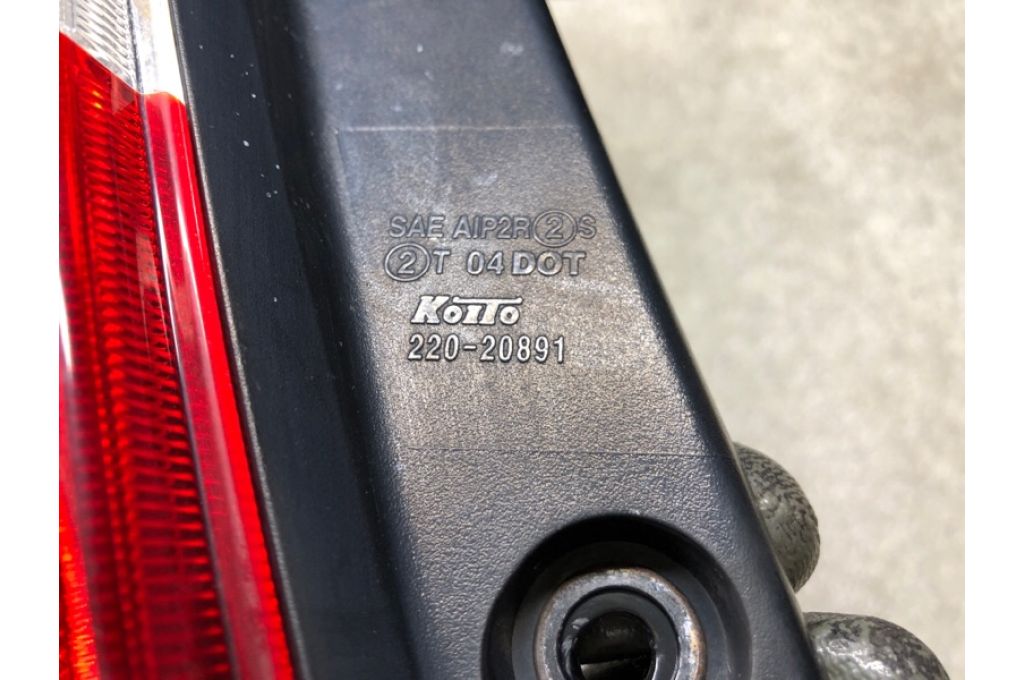 SAE AIP2R②S
②T 04 DOT
KOITO
220-20891